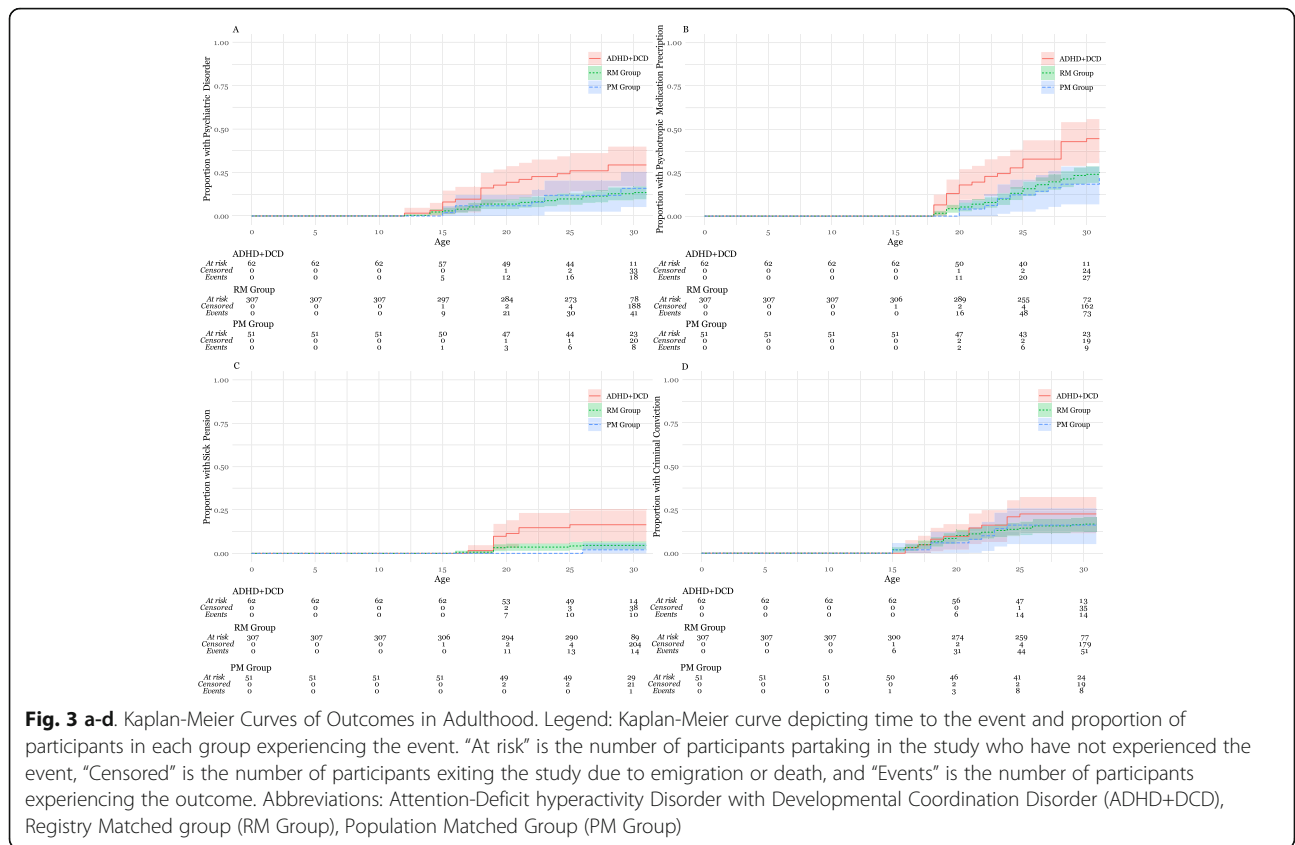 A
1.00
0.75
0.50
0.25
0.00
Proportion with Psychiatric Disorder
ADHD+DCD
RM Group
PM Group
0 5 10 15 20 25 30
Age
ADHD+DCD
At risk 62 62 62 57 49 44 11
Censored 0 0 0 0 1 2 33
Events 0 0 0 5 12 16 18
RM Group
At risk 307 307 307 297 284 273 78
Censored 0 0 0 1 2 4 188
Events 0 0 0 9 21 30 41
PM Group
At risk 51 51 51 50 47 44 23
Censored 0 0 0 0 1 1 20
Events 0 0 0 1 3 6 8
B
1.00
0.75
0.50
0.25
0.00
Proportion with Psychotropic Medication Precription
ADHD+DCD
RM Group
PM Group
0 5 10 15 20 25 30
Age
ADHD+DCD
At risk 62 62 62 62 50 40 11
Censored 0 0 0 0 1 2 24
Events 0 0 0 0 11 20 27
RM Group
At risk 307 307 307 306 289 255 72
Censored 0 0 0 1 2 4 162
Events 0 0 0 0 16 48 73
PM Group
At risk 51 51 51 51 47 43 23
Censored 0 0 0 0 2 2 19
Events 0 0 0 0 2 6 9
C
1.00
0.75
0.50
0.25
0.00
Proportion with Sick Pension
ADHD+DCD
RM Group
PM Group
0 5 10 15 20 25 30
Age
ADHD+DCD
At risk 62 62 62 62 53 49 14
Censored 0 0 0 0 2 3 38
Events 0 0 0 0 7 10 10
RM Group
At risk 307 307 307 306 294 290 89
Censored 0 0 0 1 2 4 204
Events 0 0 0 0 11 13 14
PM Group
At risk 51 51 51 51 49 49 29
Censored 0 0 0 0 2 2 21
Events 0 0 0 0 0 0 1
D
1.00
0.75
0.50
0.25
0.00
Proportion with Criminal Conviction
ADHD+DCD
RM Group
PM Group
0 5 10 15 20 25 30
Age
ADHD+DCD
At risk 62 62 62 62 56 47 13
Censored 0 0 0 0 0 1 35
Events 0 0 0 0 6 14 14
RM Group
At risk 307 307 307 300 274 259 77
Censored 0 0 0 1 2 4 179
Events 0 0 0 6 31 44 51
PM Group
At risk 51 51 51 50 46 41 24
Censored 0 0 0 0 2 2 19
Events 0 0 0 1 3 8 8
Fig. 3 a-d. Kaplan-Meier Curves of Outcomes in Adulthood. Legend: Kaplan-Meier curve depicting time to the event and proportion of
participants in each group experiencing the event. “At risk” is the number of participants partaking in the study who have not experienced the
event, “Censored” is the number of participants exiting the study due to emigration or death, and “Events” is the number of participants
experiencing the outcome. Abbreviations: Attention-Deficit hyperactivity Disorder with Developmental Coordination Disorder (ADHD+DCD),
Registry Matched group (RM Group), Population Matched Group (PM Group)